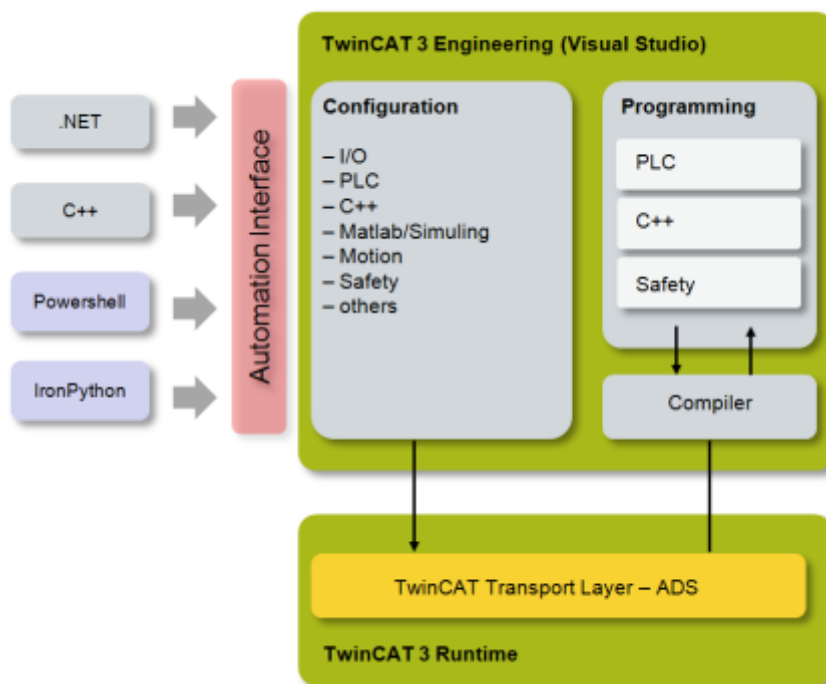 TwinCAT 3 Engineering (Visual Studio)
.NET
C++
Powershell
IronPython
Automation Interface
Configuration
– I/O
– PLC
– C++
– Matlab/Simuling
– Motion
– Safety
– others
Programming
PLC
C++
Safety
Compiler
TwinCAT Transport Layer – ADS
TwinCAT 3 Runtime